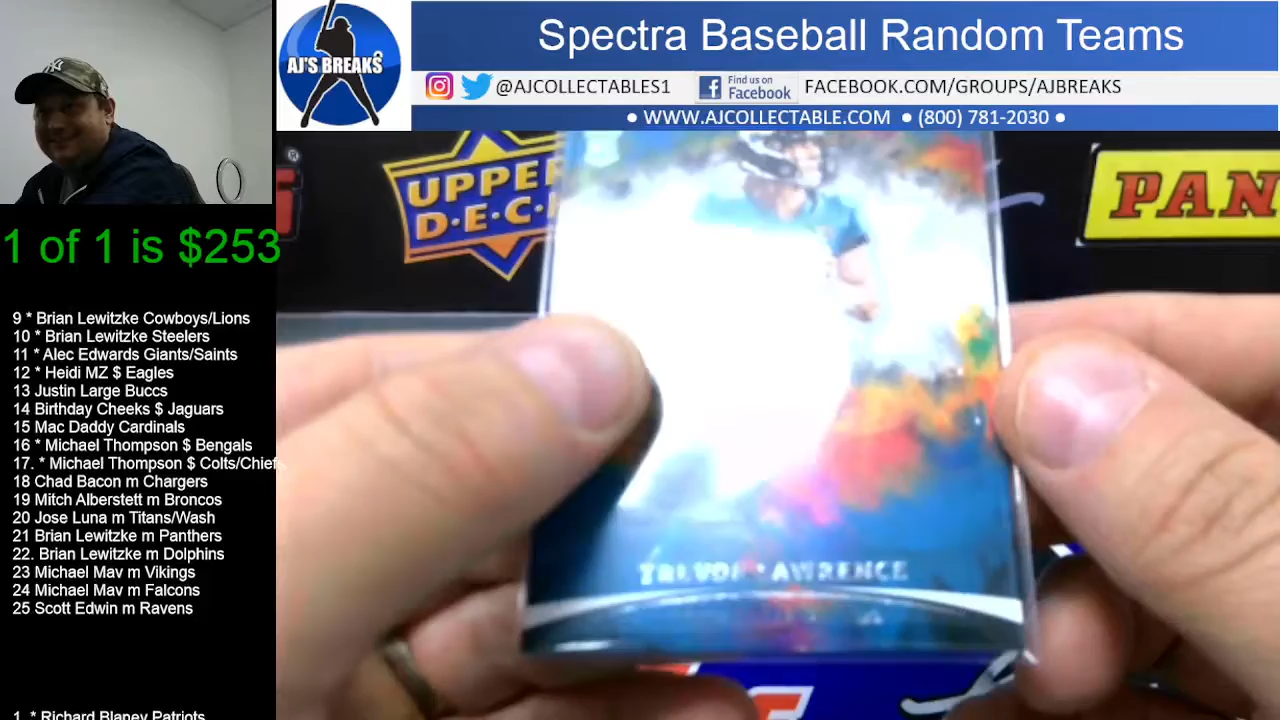 Spectra Baseball Random Teams
AJ'S BREAKS
@AJCOLLECTABLES1
Find us on
Facebook
FACEBOOK.COM/GROUPS/AJBREAKS
• WWW.AJCOLLECTABLE.COM • (800) 781-2030 •
UPPER
D·E·C
PAN
1 of 1 is $253
9 * Brian Lewitzke Cowboys/Lions
10 * Brian Lewitzke Steelers
11 * Alec Edwards Giants/Saints
12 * Heidi MZ $ Eagles
13 Justin Large Buccs
14 Birthday Cheeks $ Jaguars
15 Mac Daddy Cardinals
16 * Michael Thompson $ Bengals
17. * Michael Thompson $ Colts/Chiefs
18 Chad Bacon m Chargers
19 Mitch Alberstett m Broncos
20 Jose Luna m Titans/Wash
21 Brian Lewitzke m Panthers
22. Brian Lewitzke m Dolphins
23 Michael Mav m Vikings
24 Michael Mav m Falcons
25 Scott Edwin m Ravens
1 * Richard Blaney Patriots
TREVOR LAWRENCE